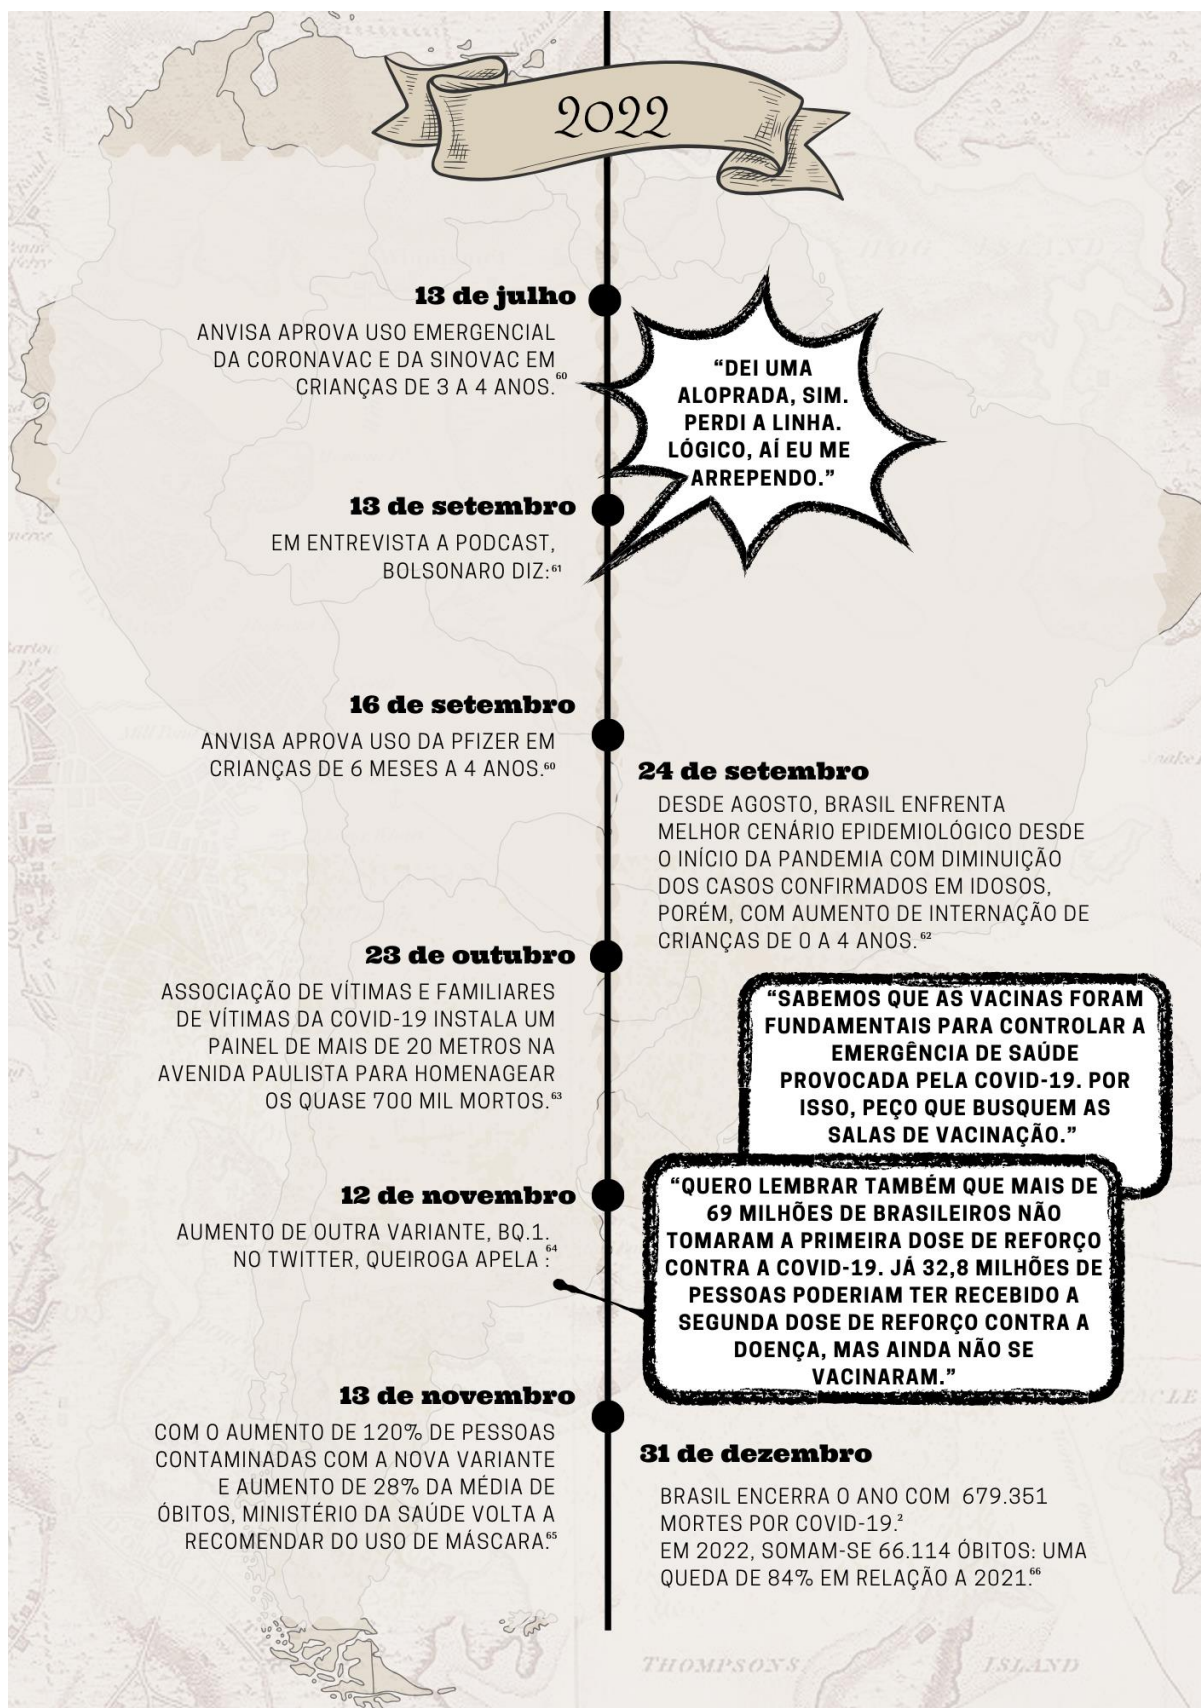 2022
13 de julho
ANVISA APROVA USO EMERGENCIAL
DA CORONAVAC E DA SINOVAC EM
CRIANÇAS DE 3 A 4 ANOS.⁶⁰
"DEI UMA
ALOPRADA, SIM.
PERDI A LINHA.
LÓGICO, AÍ EU ME
ARREPENDO."
13 de setembro
EM ENTREVISTA A PODCAST,
BOLSONARO DIZ:⁶¹
16 de setembro
ANVISA APROVA USO DA PFIZER EM
CRIANÇAS DE 6 MESES A 4 ANOS.⁶⁰
24 de setembro
DESDE AGOSTO, BRASIL ENFRENTA
MELHOR CENÁRIO EPIDEMIOLÓGICO DESDE
O INÍCIO DA PANDEMIA COM DIMINUIÇÃO
DOS CASOS CONFIRMADOS EM IDOSOS,
PORÉM, COM AUMENTO DE INTERNAÇÃO DE
CRIANÇAS DE 0 A 4 ANOS.⁶²
23 de outubro
ASSOCIAÇÃO DE VÍTIMAS E FAMILIARES
DE VÍTIMAS DA COVID-19 INSTALA UM
PAINEL DE MAIS DE 20 METROS NA
AVENIDA PAULISTA PARA HOMENAGEAR
OS QUASE 700 MIL MORTOS.⁶³
"SABEMOS QUE AS VACINAS FORAM
FUNDAMENTAIS PARA CONTROLAR A
EMERGÊNCIA DE SAÚDE
PROVOCADA PELA COVID-19. POR
ISSO, PEÇO QUE BUSQUEM AS
SALAS DE VACINAÇÃO."
12 de novembro
AUMENTO DE OUTRA VARIANTE, BQ.1.
NO TWITTER, QUEIROGA APELA :⁶⁴
"QUERO LEMBRAR TAMBÉM QUE MAIS DE
69 MILHÕES DE BRASILEIROS NÃO
TOMARAM A PRIMEIRA DOSE DE REFORÇO
CONTRA A COVID-19. JÁ 32,8 MILHÕES DE
PESSOAS PODERIAM TER RECEBIDO A
SEGUNDA DOSE DE REFORÇO CONTRA A
DOENÇA, MAS AINDA NÃO SE
VACINARAM."
13 de novembro
COM O AUMENTO DE 120% DE PESSOAS
CONTAMINADAS COM A NOVA VARIANTE
E AUMENTO DE 28% DA MÉDIA DE
ÓBITOS, MINISTÉRIO DA SAÚDE VOLTA A
RECOMENDAR DO USO DE MÁSCARA.⁶⁵
31 de dezembro
BRASIL ENCERRA O ANO COM 679.351
MORTES POR COVID-19.²
EM 2022, SOMAM-SE 66.114 ÓBITOS: UMA
QUEDA DE 84% EM RELAÇÃO A 2021.⁶⁶
THOMPSONS ISLAND